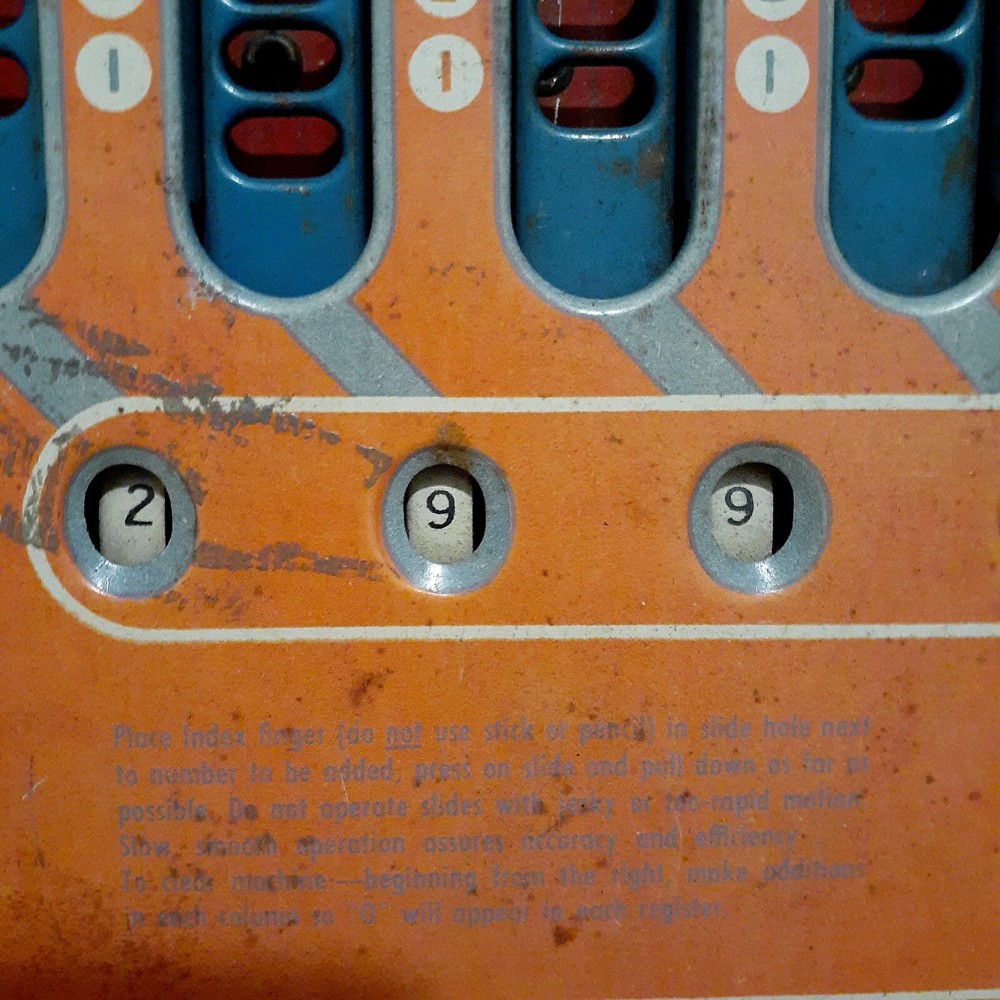 1 1 1
2 9 9
Place index finger (do not use stick or pencil) in slide hole next
to number to be added, press on slide and pull down as far as
possible. Do not operate slides with jerky or too-rapid motion.
Slow, smooth operation assures accuracy and efficiency.
To clear machine:—beginning from the right, make additions
in each column so "0" will appear in each register.